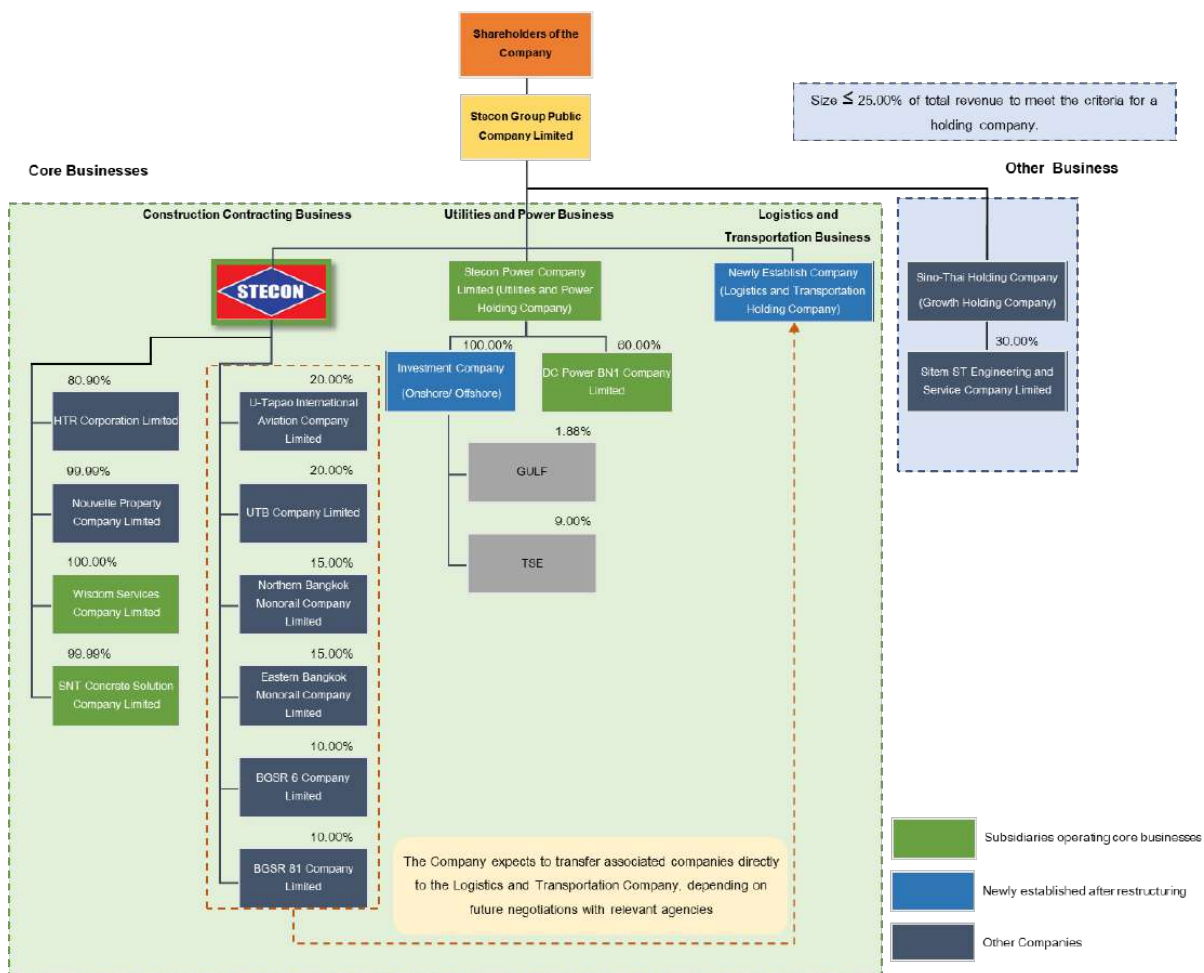 Shareholders of the
Company
Stecon Group Public
Company Limited
Size ≤ 25.00% of total revenue to meet the criteria for a
holding company.
Core Businesses
Other Business
Construction Contracting Business
Utilities and Power Business
Logistics and
Transportation Business
STECON
Stecon Power Company
Limited (Utilities and Power
Holding Company)
Newly Establish Company
(Logistics and Transportation
Holding Company)
Sino-Thai Holding Company
(Growth Holding Company)
30.00%
Sitem ST Engineering and
Service Company Limited
100.00%
Investment Company
(Onshore/ Offshore)
60.00%
DC Power BN1 Company
Limited
1.88%
GULF
9.00%
TSE
80.90%
HTR Corporation Limited
99.99%
Nouvelle Property
Company Limited
100.00%
Wisdom Services
Company Limited
99.99%
SNT Concrete Solution
Company Limited
20.00%
U-Tapao International
Aviation Company
Limited
20.00%
UTB Company Limited
15.00%
Northern Bangkok
Monorail Company
Limited
15.00%
Eastern Bangkok
Monorail Company
Limited
10.00%
BGSR 6 Company
Limited
10.00%
BGSR 81 Company
Limited
The Company expects to transfer associated companies directly
to the Logistics and Transportation Company, depending on
future negotiations with relevant agencies
Subsidiaries operating core businesses
Newly established after restructuring
Other Companies